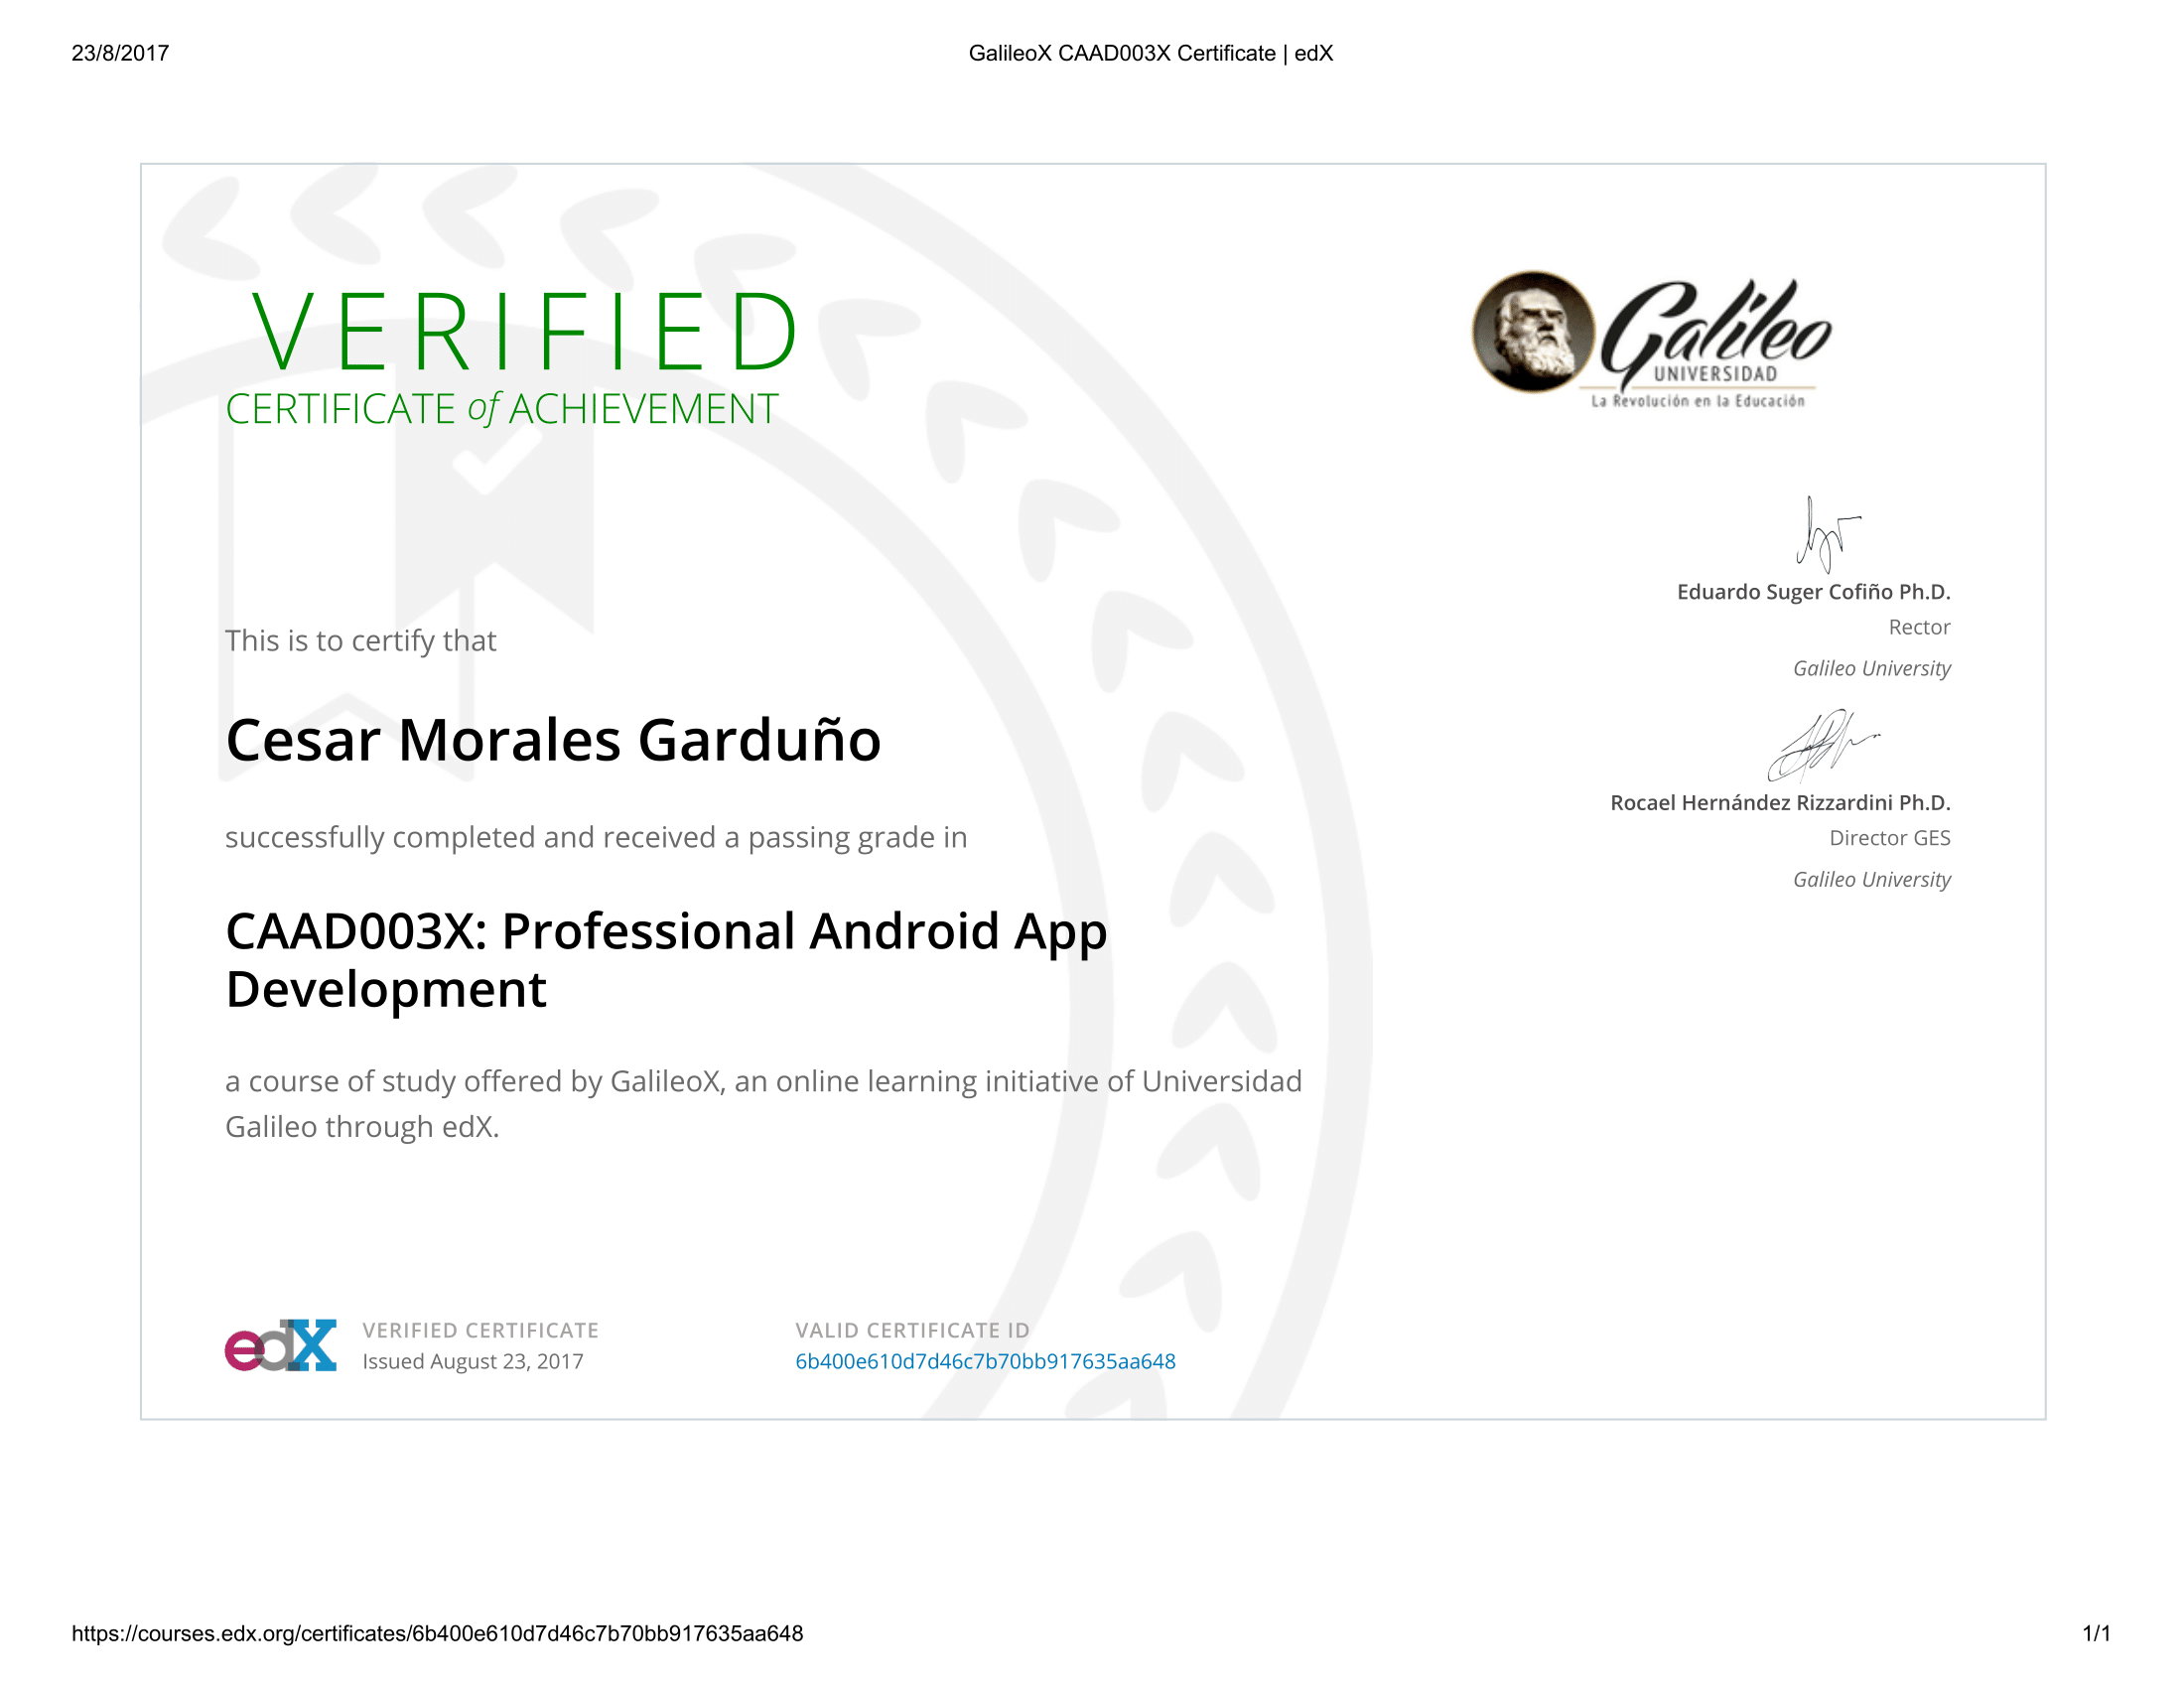 23/8/2017
GalileoX CAAD003X Certificate | edX
VERIFIED
CERTIFICATE of ACHIEVEMENT
Galileo
UNIVERSIDAD
La Revolución en la Educación
This is to certify that
Cesar Morales Garduño
successfully completed and received a passing grade in
CAAD003X: Professional Android App
Development
a course of study offered by GalileoX, an online learning initiative of Universidad
Galileo through edX.
Eduardo Suger Cofiño Ph.D.
Rector
Galileo University
Rocael Hernández Rizzardini Ph.D.
Director GES
Galileo University
edX
VERIFIED CERTIFICATE
Issued August 23, 2017
VALID CERTIFICATE ID
6b400e610d7d46c7b70bb917635aa648
https://courses.edx.org/certificates/6b400e610d7d46c7b70bb917635aa648
1/1